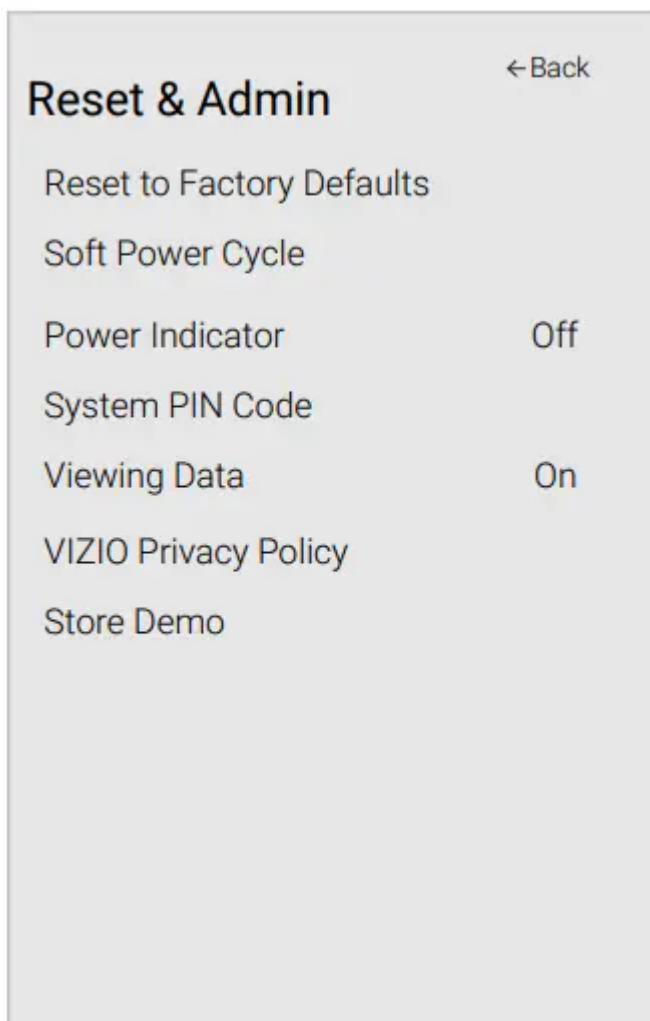 ←Back
Reset & Admin
Reset to Factory Defaults
Soft Power Cycle
Power Indicator Off
System PIN Code
Viewing Data On
VIZIO Privacy Policy
Store Demo